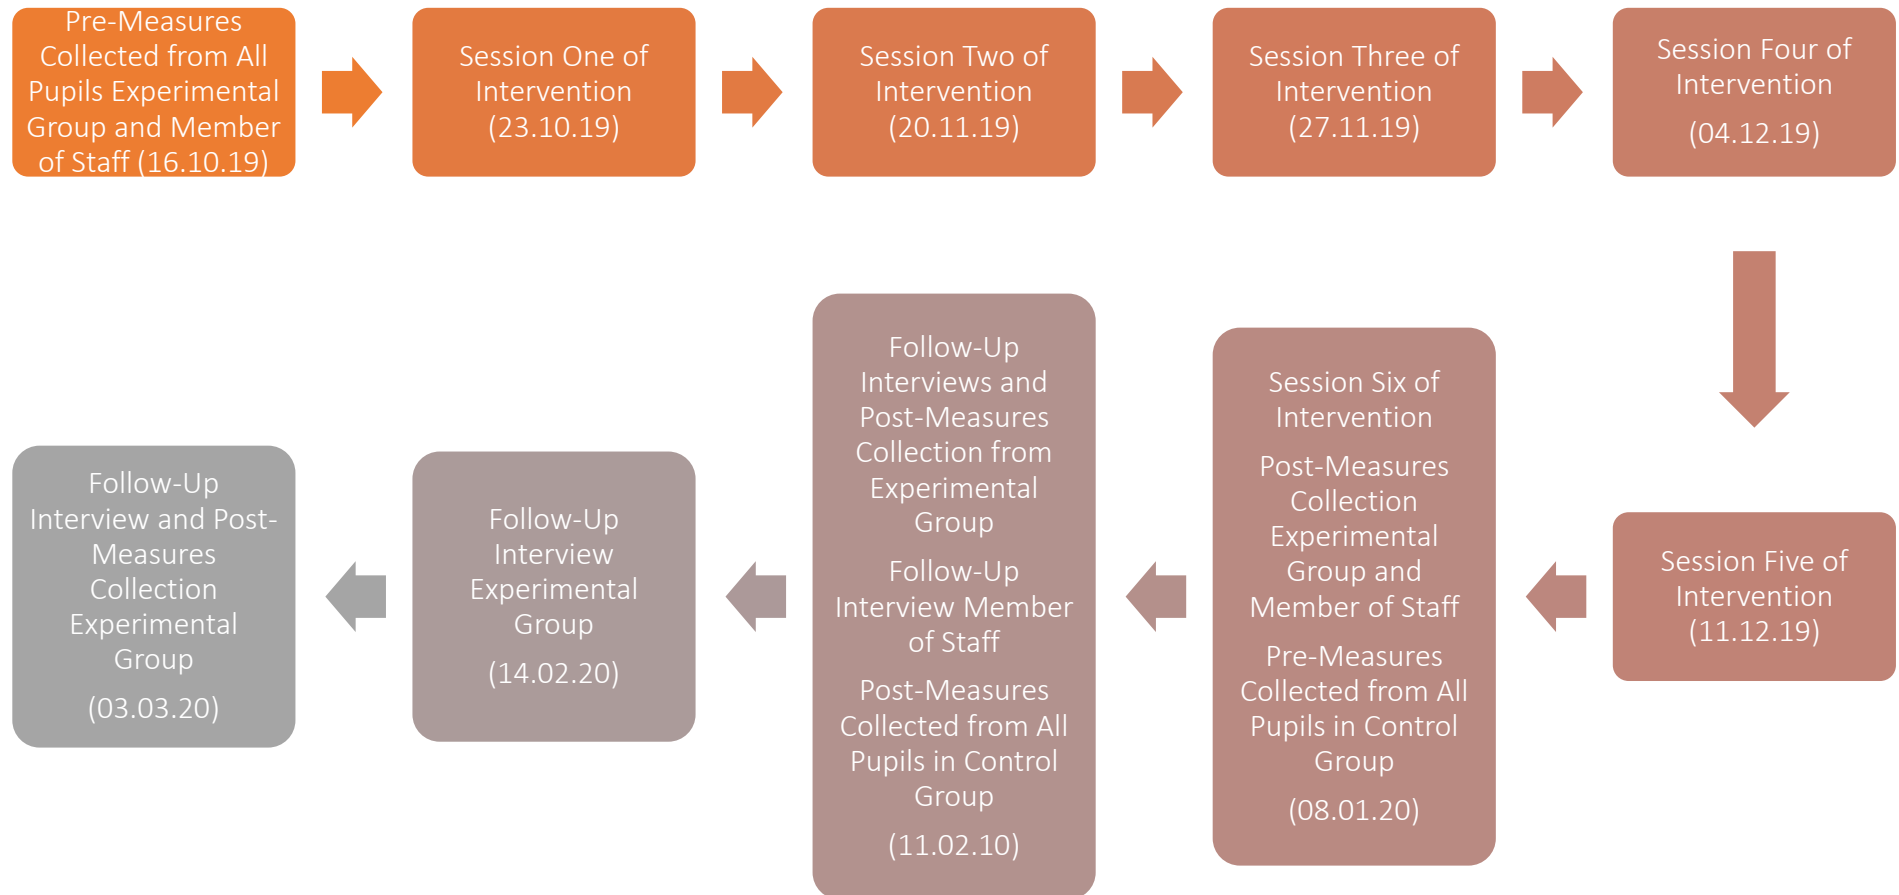 Pre-Measures
Collected from All
Pupils Experimental
Group and Member
of Staff (16.10.19)
Session One of
Intervention
(23.10.19)
Session Two of
Intervention
(20.11.19)
Session Three of
Intervention
(27.11.19)
Session Four of
Intervention
(04.12.19)
Session Five of
Intervention
(11.12.19)
Session Six of
Intervention
Post-Measures
Collection
Experimental
Group and
Member of Staff
Pre-Measures
Collected from All
Pupils in Control
Group
(08.01.20)
Follow-Up
Interviews and
Post-Measures
Collection from
Experimental
Group
Follow-Up
Interview Member
of Staff
Post-Measures
Collected from All
Pupils in Control
Group
(11.02.10)
Follow-Up
Interview
Experimental
Group
(14.02.20)
Follow-Up
Interview and Post-
Measures
Collection
Experimental
Group
(03.03.20)